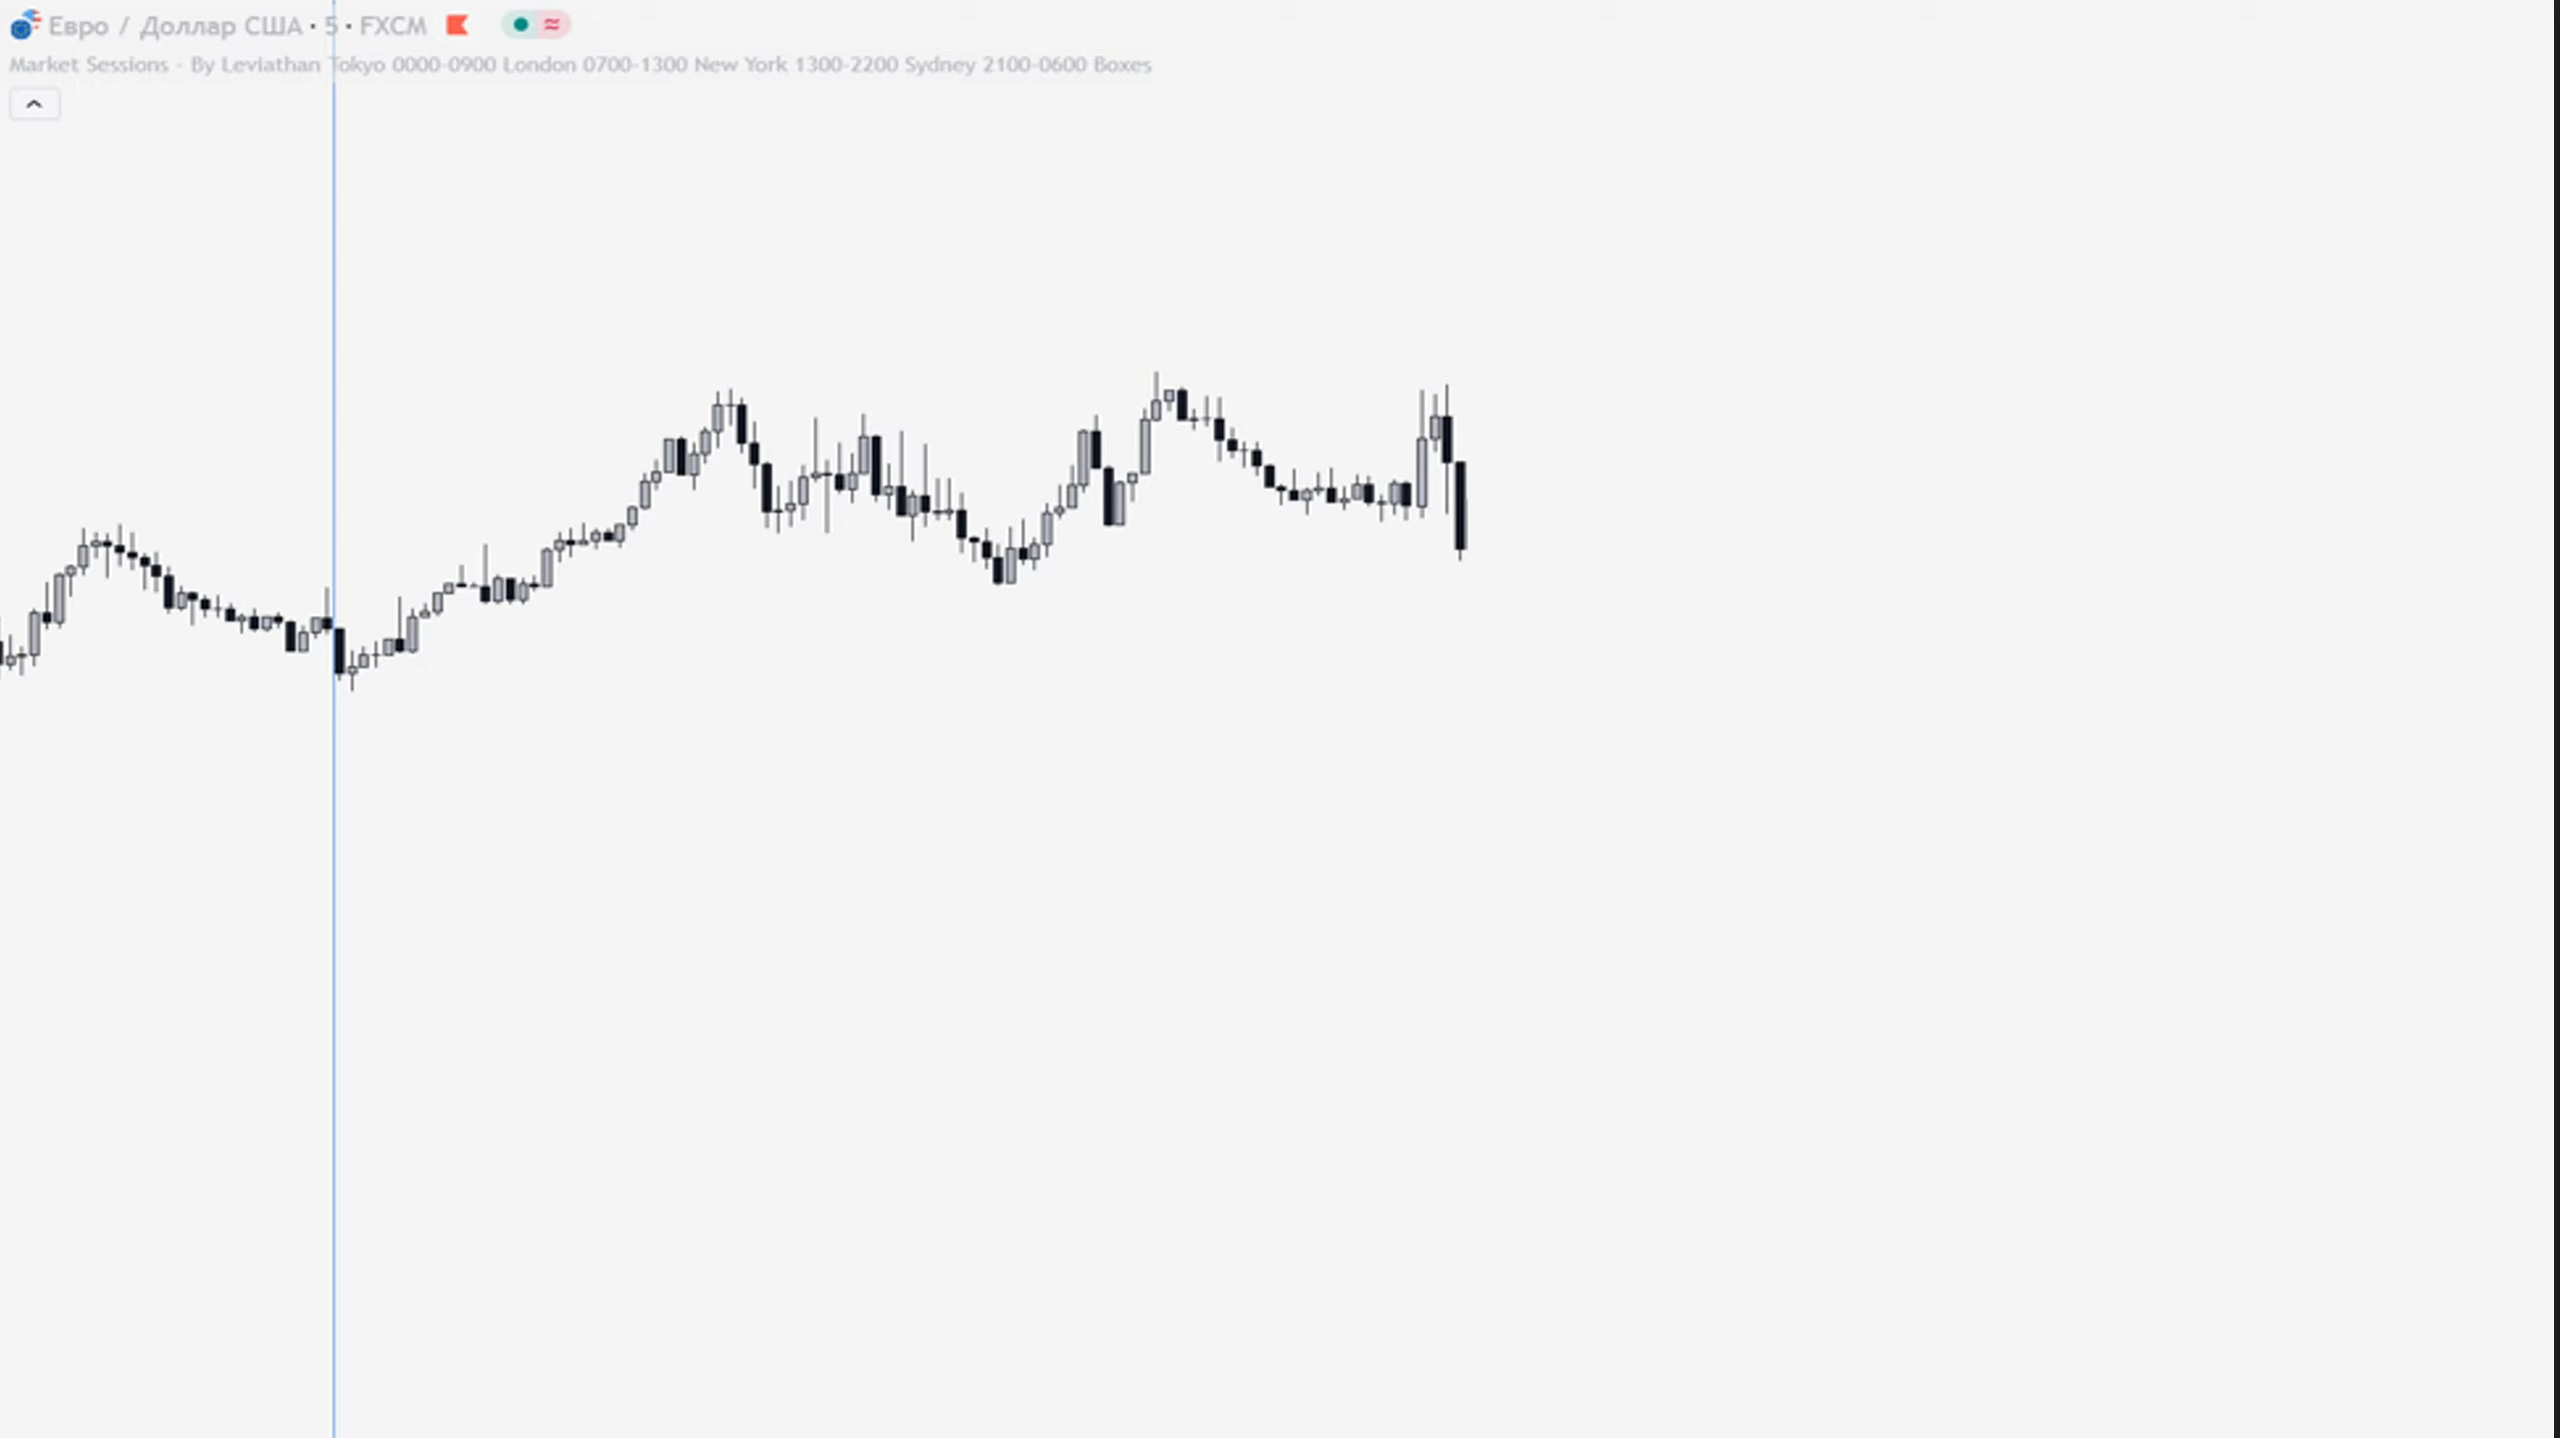 Евро / Доллар США · 5 · FXCM
Market Sessions - By Leviathan Tokyo 0000-0900 London 0700-1300 New York 1300-2200 Sydney 2100-0600 Boxes